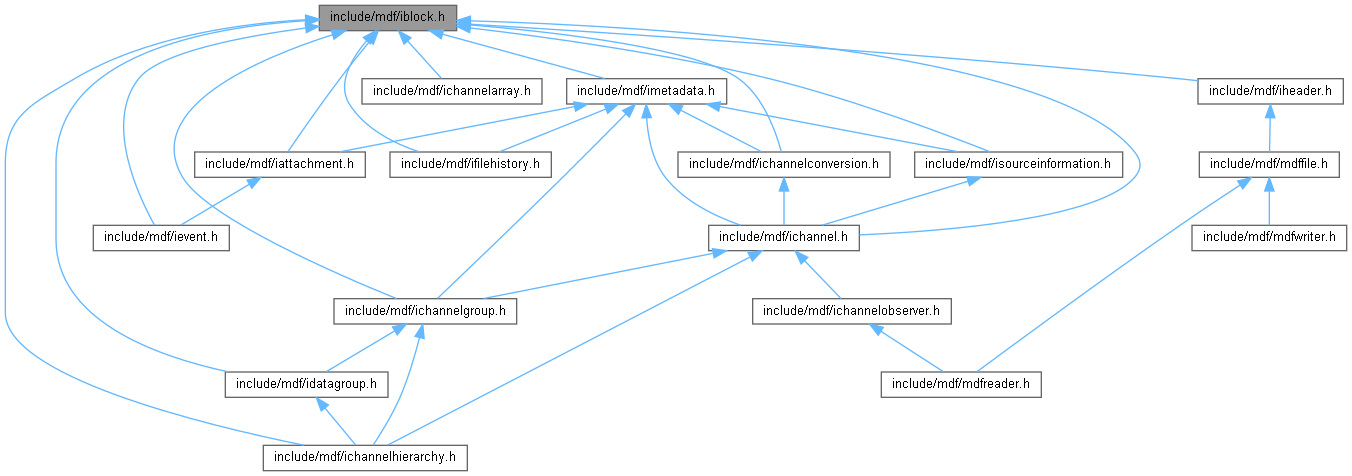 include/mdf/iblock.h
include/mdf/ichannelarray.h
include/mdf/imetadata.h
include/mdf/iheader.h
include/mdf/iattachment.h
include/mdf/ifilehistory.h
include/mdf/ichannelconversion.h
include/mdf/isourceinformation.h
include/mdf/mdffile.h
include/mdf/ievent.h
include/mdf/ichannel.h
include/mdf/mdfwriter.h
include/mdf/ichannelgroup.h
include/mdf/ichannelobserver.h
include/mdf/idatagroup.h
include/mdf/mdfreader.h
include/mdf/ichannelhierarchy.h